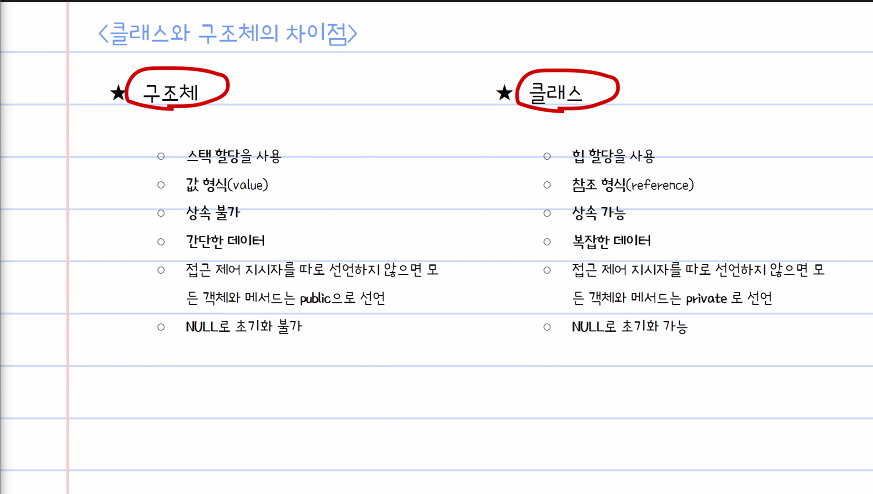 <클래스와 구조체의 차이점>
★ 구조체
○ 스택 할당을 사용
○ 값 형식(value)
○ 상속 불가
○ 간단한 데이터
○ 접근 제어 지시자를 따로 선언하지 않으면 모
든 객체와 메서드는 public으로 선언
○ NULL로 초기화 불가
★ 클래스
○ 힙 할당을 사용
○ 참조 형식(reference)
○ 상속 가능
○ 복잡한 데이터
○ 접근 제어 지시자를 따로 선언하지 않으면 모
든 객체와 메서드는 private 로 선언
○ NULL로 초기화 가능